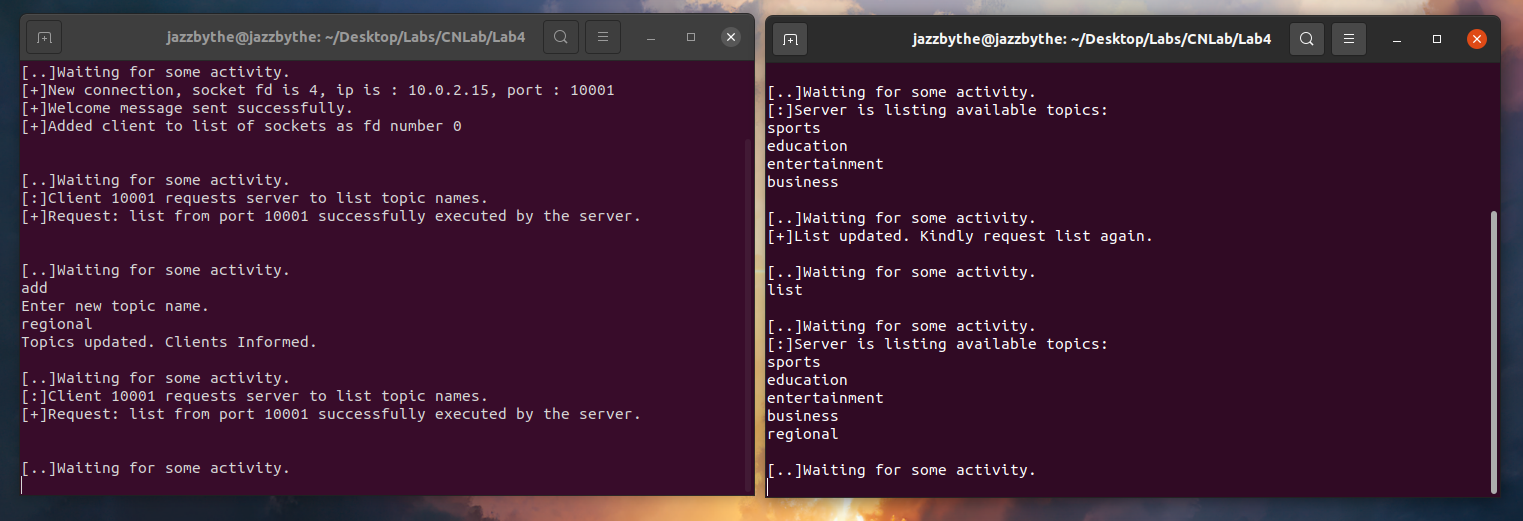 jazzbythe@jazzbythe: ~/Desktop/Labs/CNLab/Lab4
[..]Waiting for some activity.
[+]New connection, socket fd is 4, ip is : 10.0.2.15, port : 10001
[+]Welcome message sent successfully.
[+]Added client to list of sockets as fd number 0
[..]Waiting for some activity.
[:]Client 10001 requests server to list topic names.
[+]Request: list from port 10001 successfully executed by the server.
[..]Waiting for some activity.
add
Enter new topic name.
regional
Topics updated. Clients Informed.
[..]Waiting for some activity.
[:]Client 10001 requests server to list topic names.
[+]Request: list from port 10001 successfully executed by the server.
[..]Waiting for some activity.
jazzbythe@jazzbythe: ~/Desktop/Labs/CNLab/Lab4
[..]Waiting for some activity.
[:]Server is listing available topics:
sports
education
entertainment
business
[..]Waiting for some activity.
[+]List updated. Kindly request list again.
[..]Waiting for some activity.
list
[..]Waiting for some activity.
[:]Server is listing available topics:
sports
education
entertainment
business
regional
[..]Waiting for some activity.